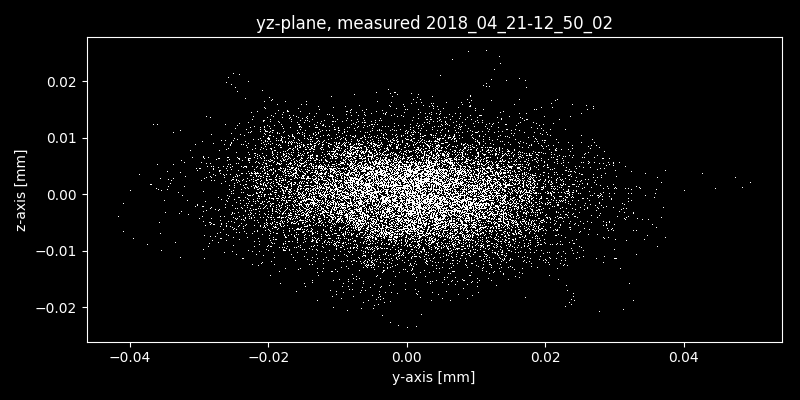 yz-plane, measured 2018_04_21-12_50_02
z-axis [mm]
0.02
0.01
0.00
−0.01
−0.02
−0.04 −0.02 0.00 0.02 0.04
y-axis [mm]